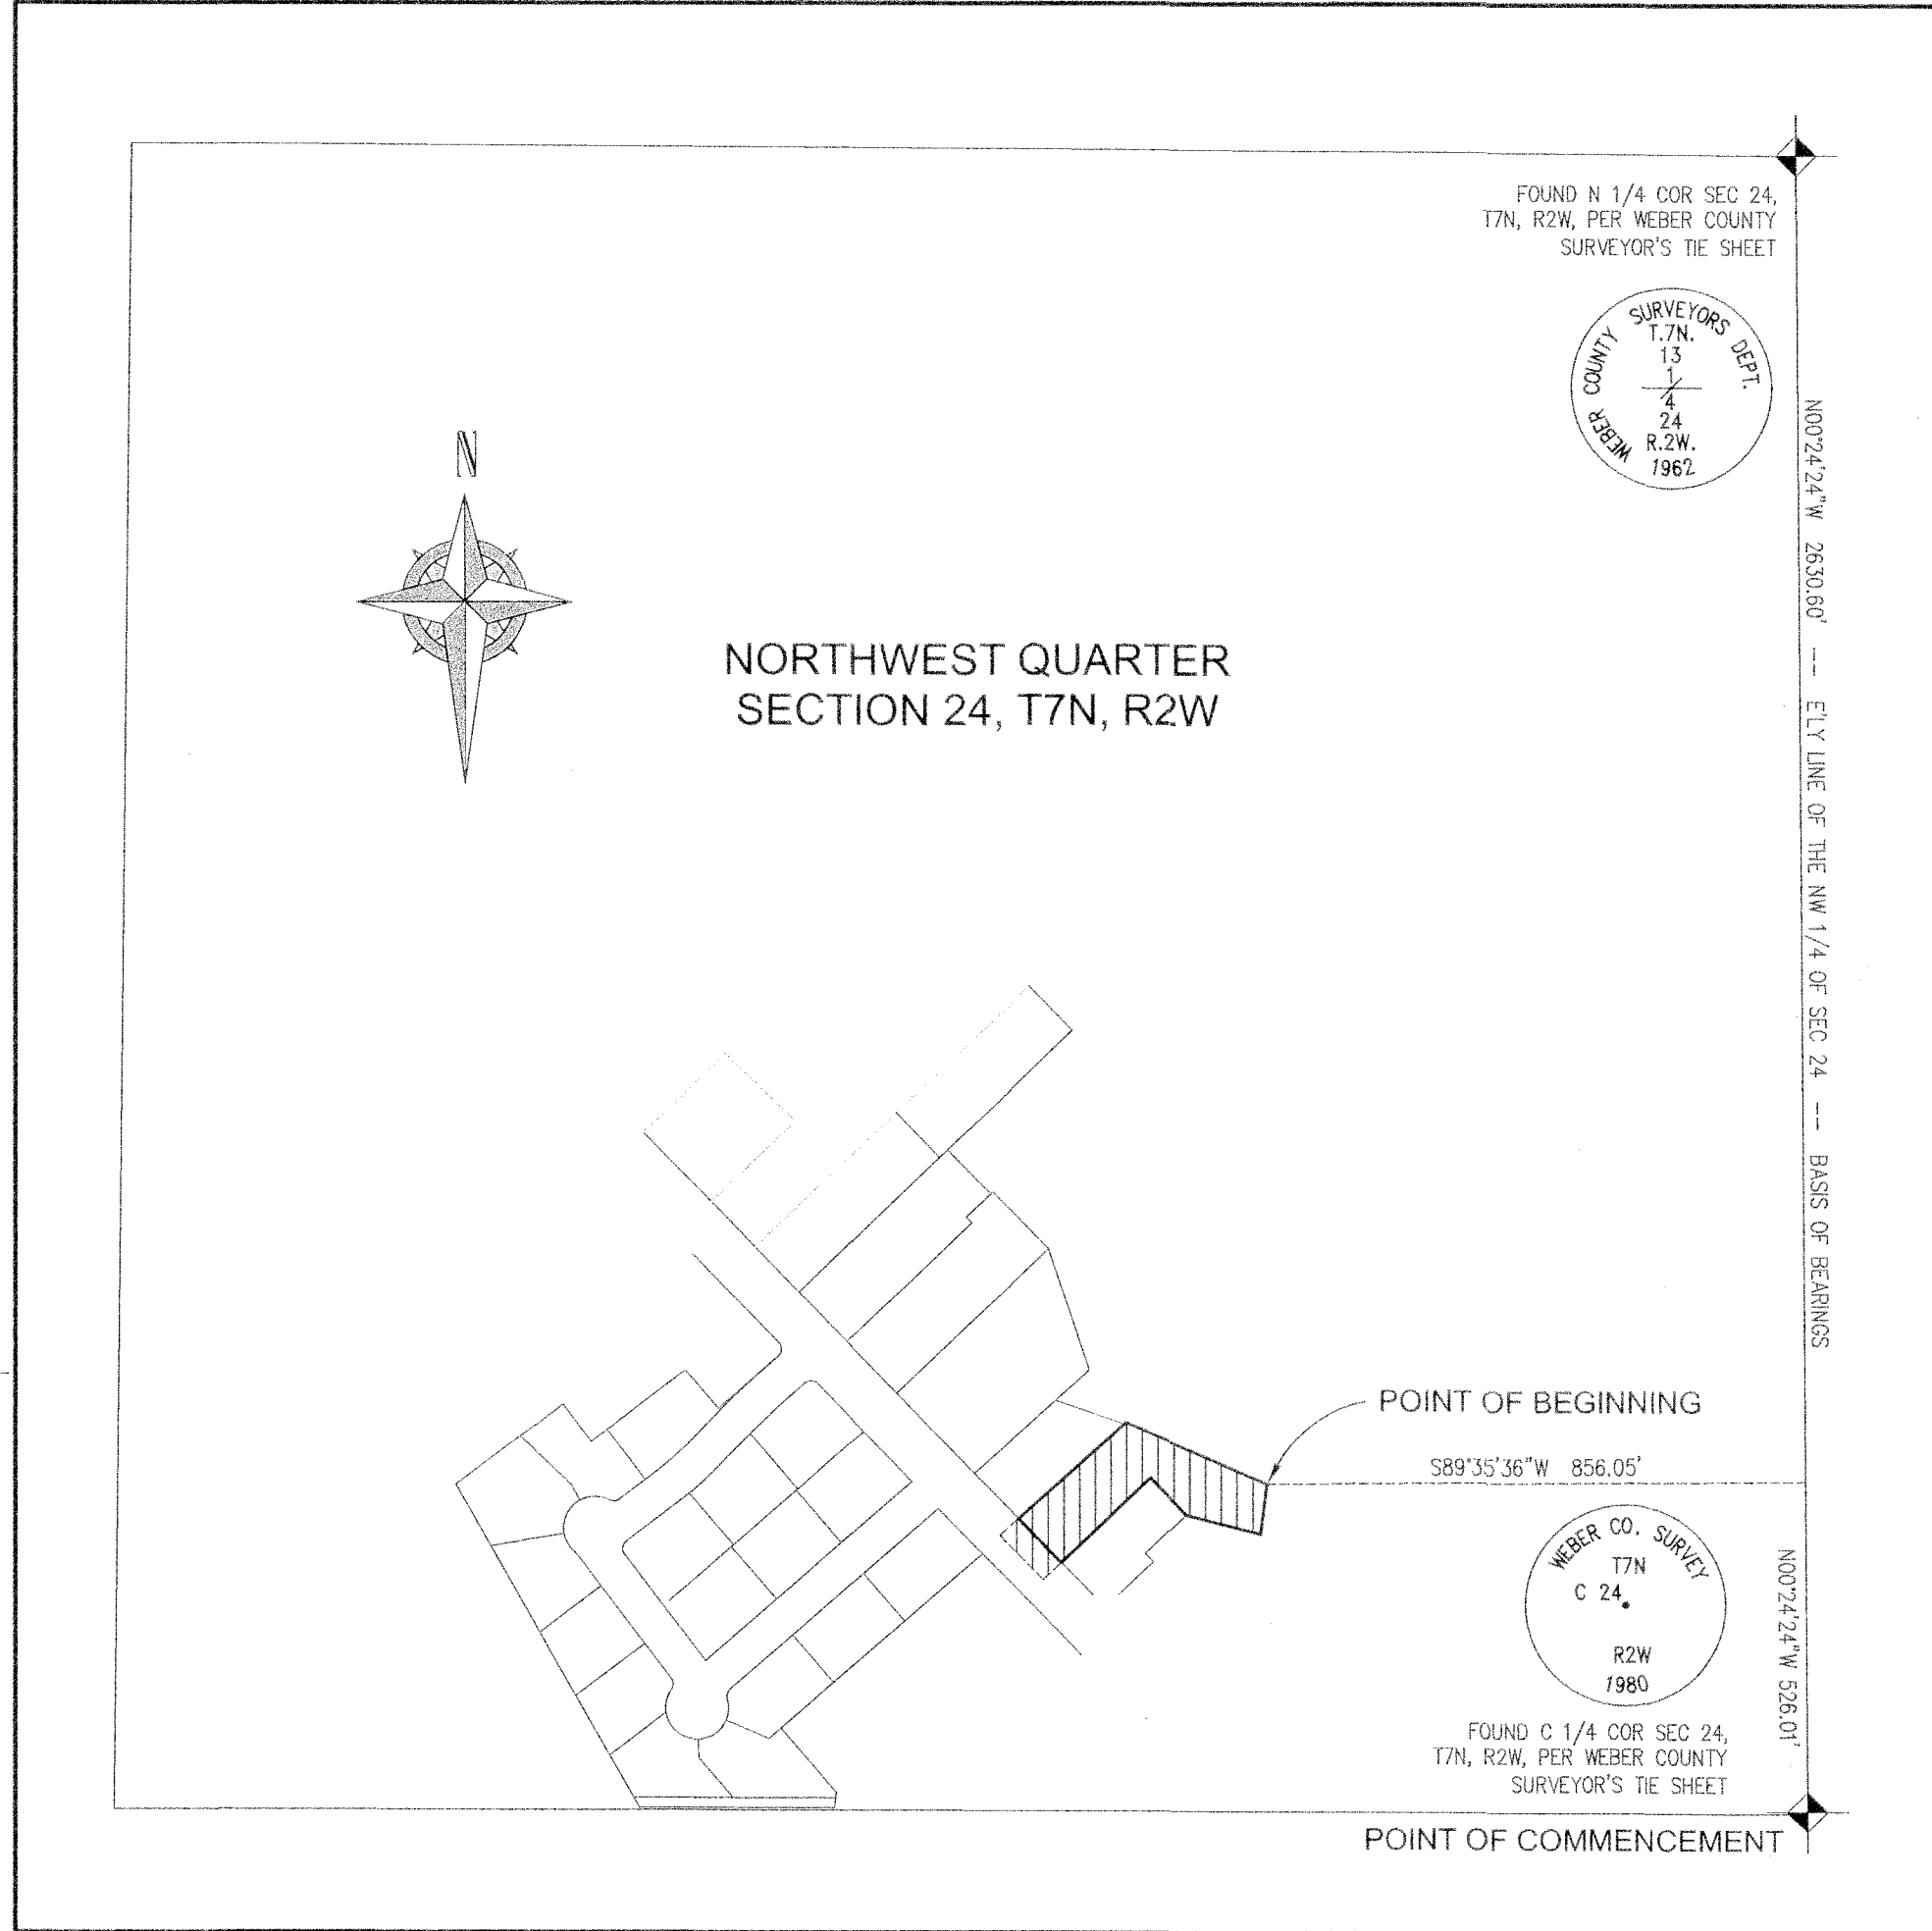 FOUND N 1/4 COR SEC 24,
T7N, R2W, PER WEBER COUNTY
SURVEYOR'S TIE SHEET
WEBER COUNTY SURVEYORS DEPT.
T.7N.
13
1
4
24
R.2W.
1962
N
NORTHWEST QUARTER
SECTION 24, T7N, R2W
N00°24'24"W 2630.60' -- E'LY LINE OF THE NW 1/4 OF SEC 24 -- BASIS OF BEARINGS
POINT OF BEGINNING
S89°35'36"W 856.05'
WEBER CO. SURVEY
T7N
C 24
R2W
1980
N00°24'24"W 526.01'
FOUND C 1/4 COR SEC 24,
T7N, R2W, PER WEBER COUNTY
SURVEYOR'S TIE SHEET
POINT OF COMMENCEMENT